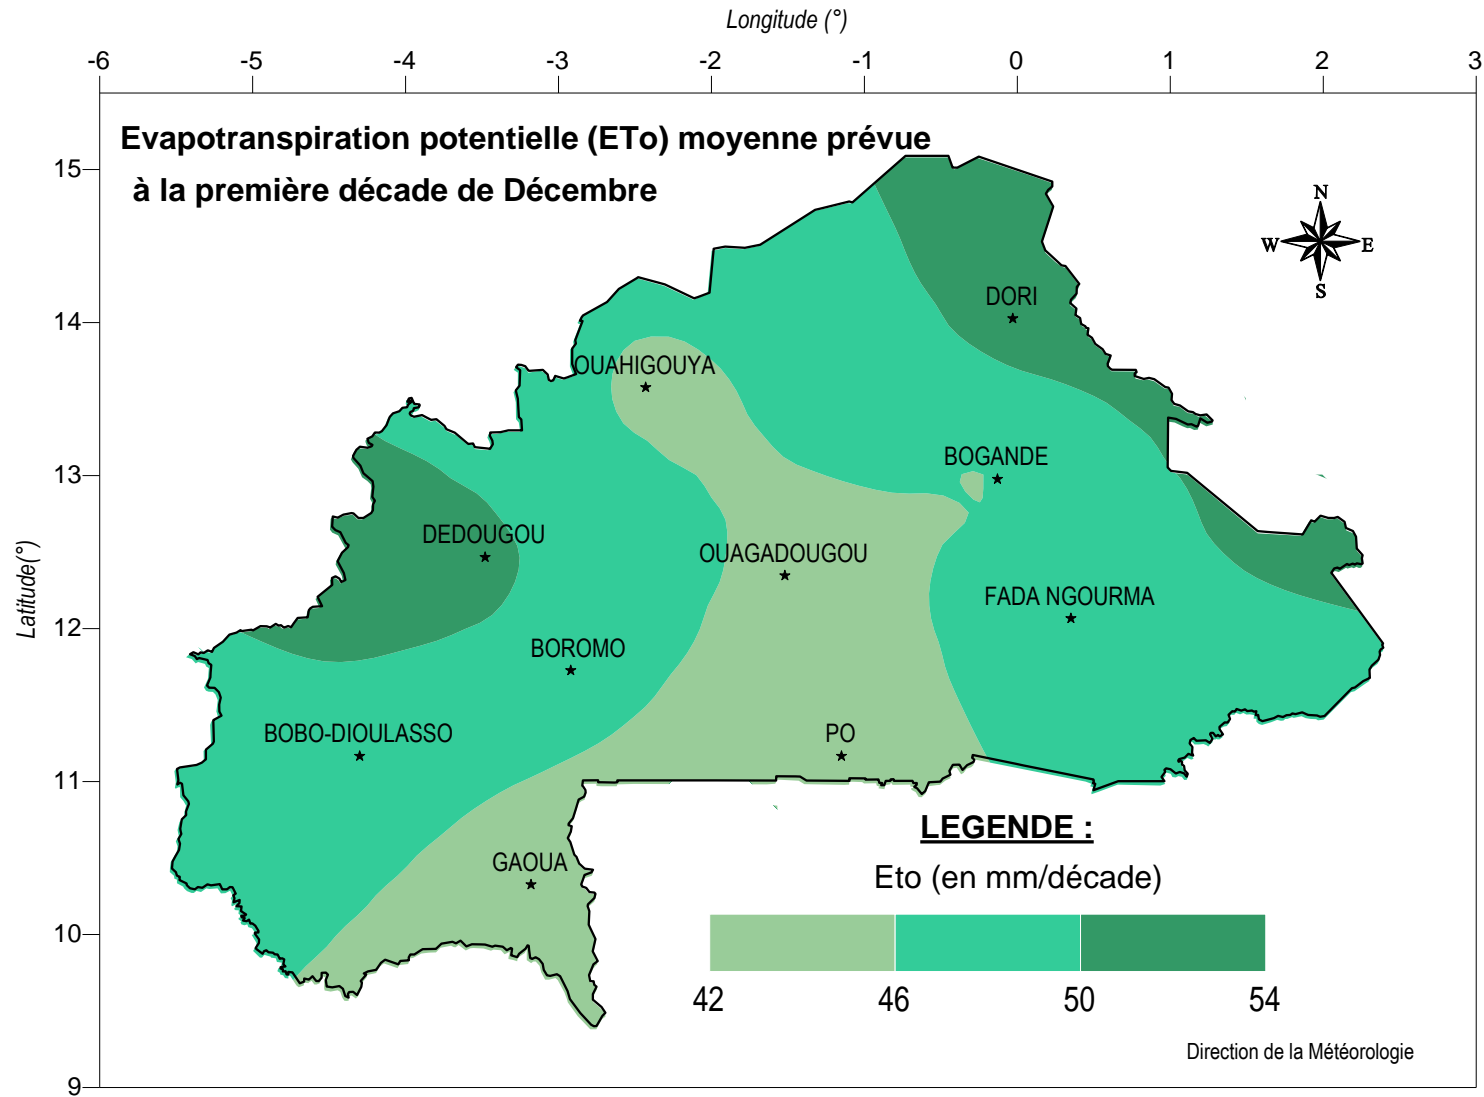 Longitude (°)
-6 -5 -4 -3 -2 -1 0 1 2 3
Evapotranspiration potentielle (ETo) moyenne prévue
à la première décade de Décembre
15
N
W E
S
DORI
14
OUAHIGOUYA
BOGANDE
13
DEDOUGOU
OUAGADOUGOU
FADA NGOURMA
Latitude(°)
12
BOROMO
BOBO-DIOULASSO
PO
11
LEGENDE :
GAOUA
Eto (en mm/décade)
10
42 46 50 54
Direction de la Météorologie
9